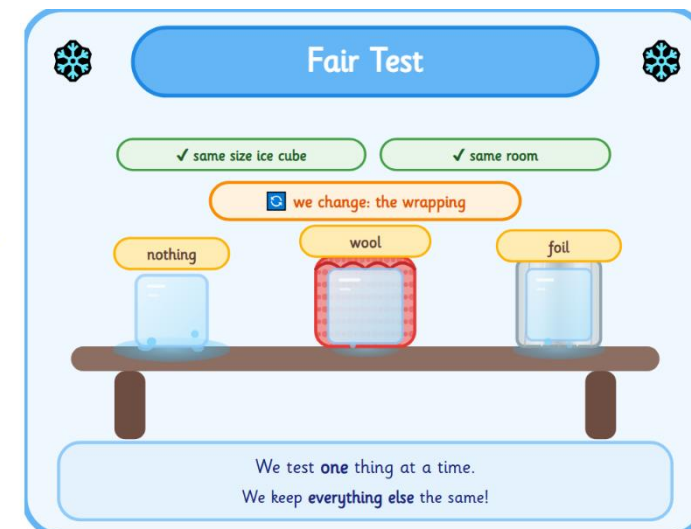 Fair Test
✓ same size ice cube
✓ same room
we change: the wrapping
nothing
wool
foil
We test one thing at a time.
We keep everything else the same!